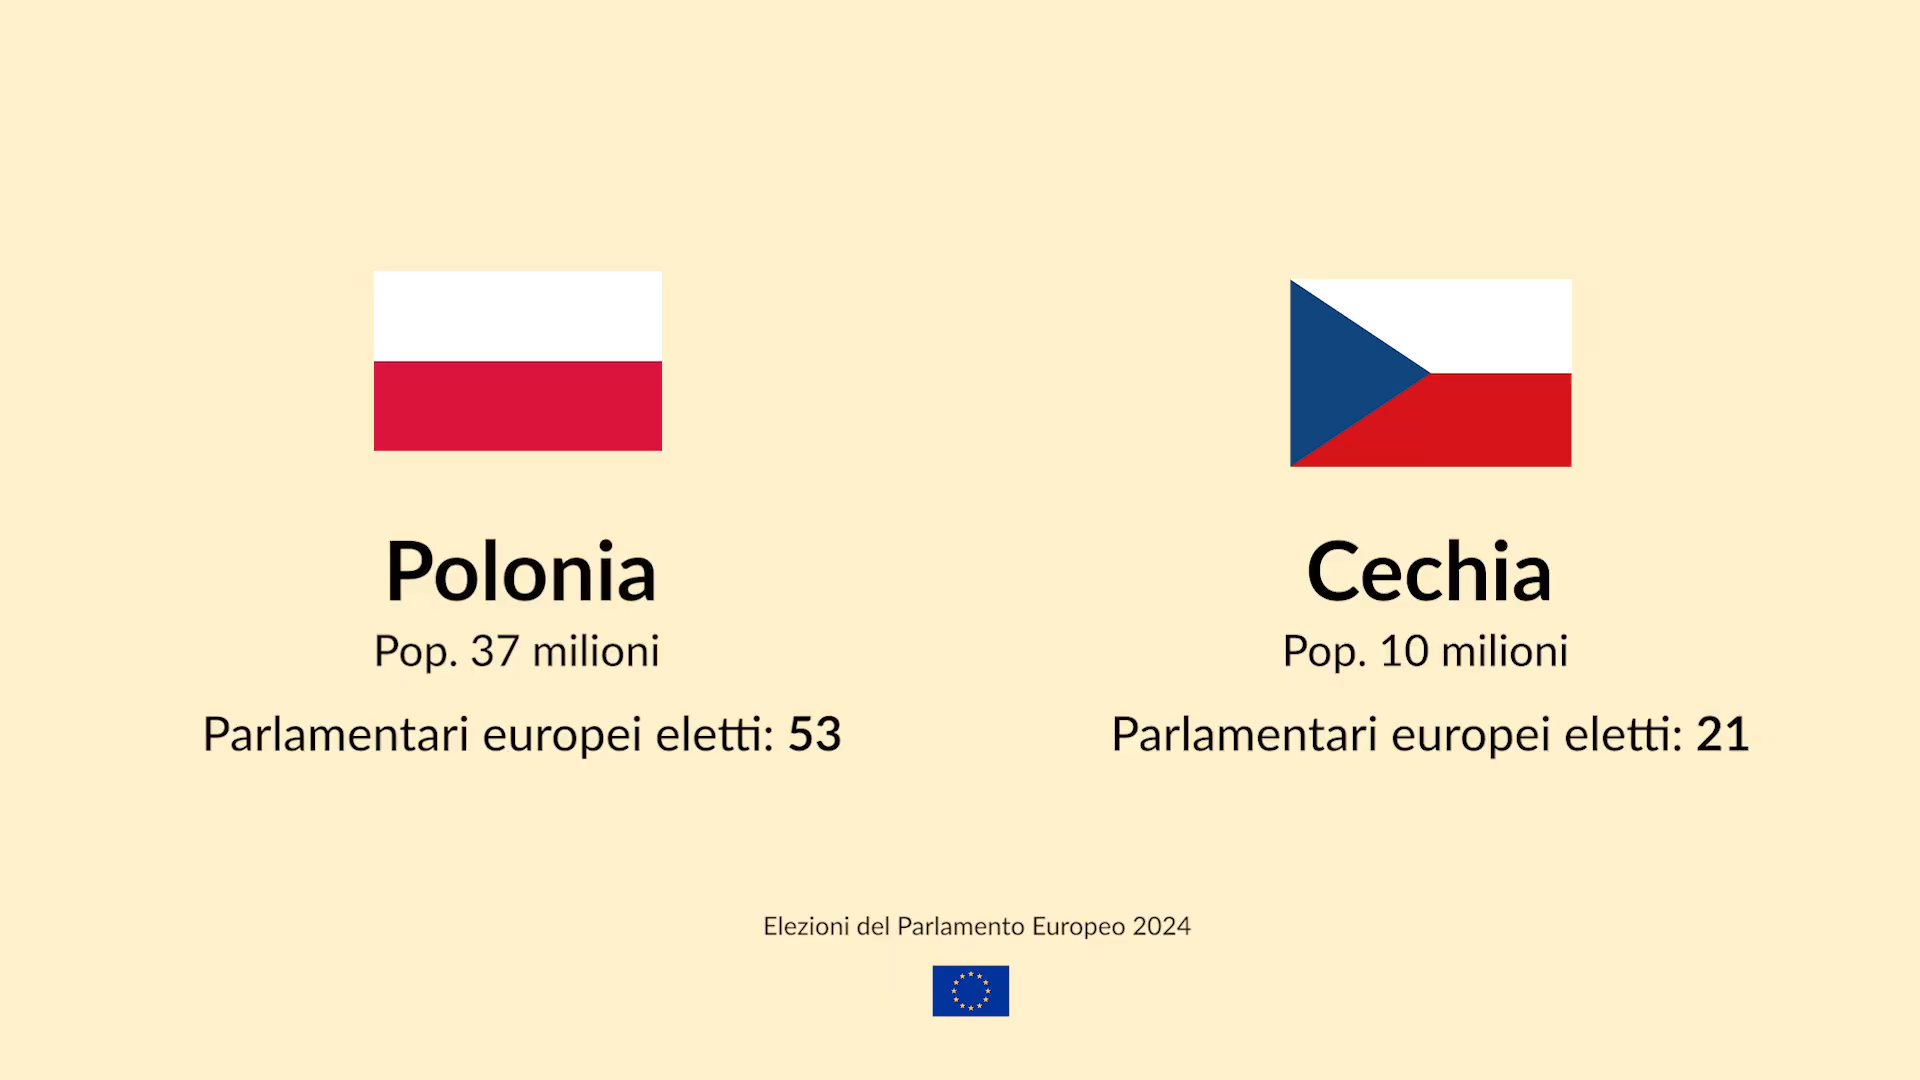 Polonia
Pop. 37 milioni
Parlamentari europei eletti: 53
Cechia
Pop. 10 milioni
Parlamentari europei eletti: 21
Elezioni del Parlamento Europeo 2024